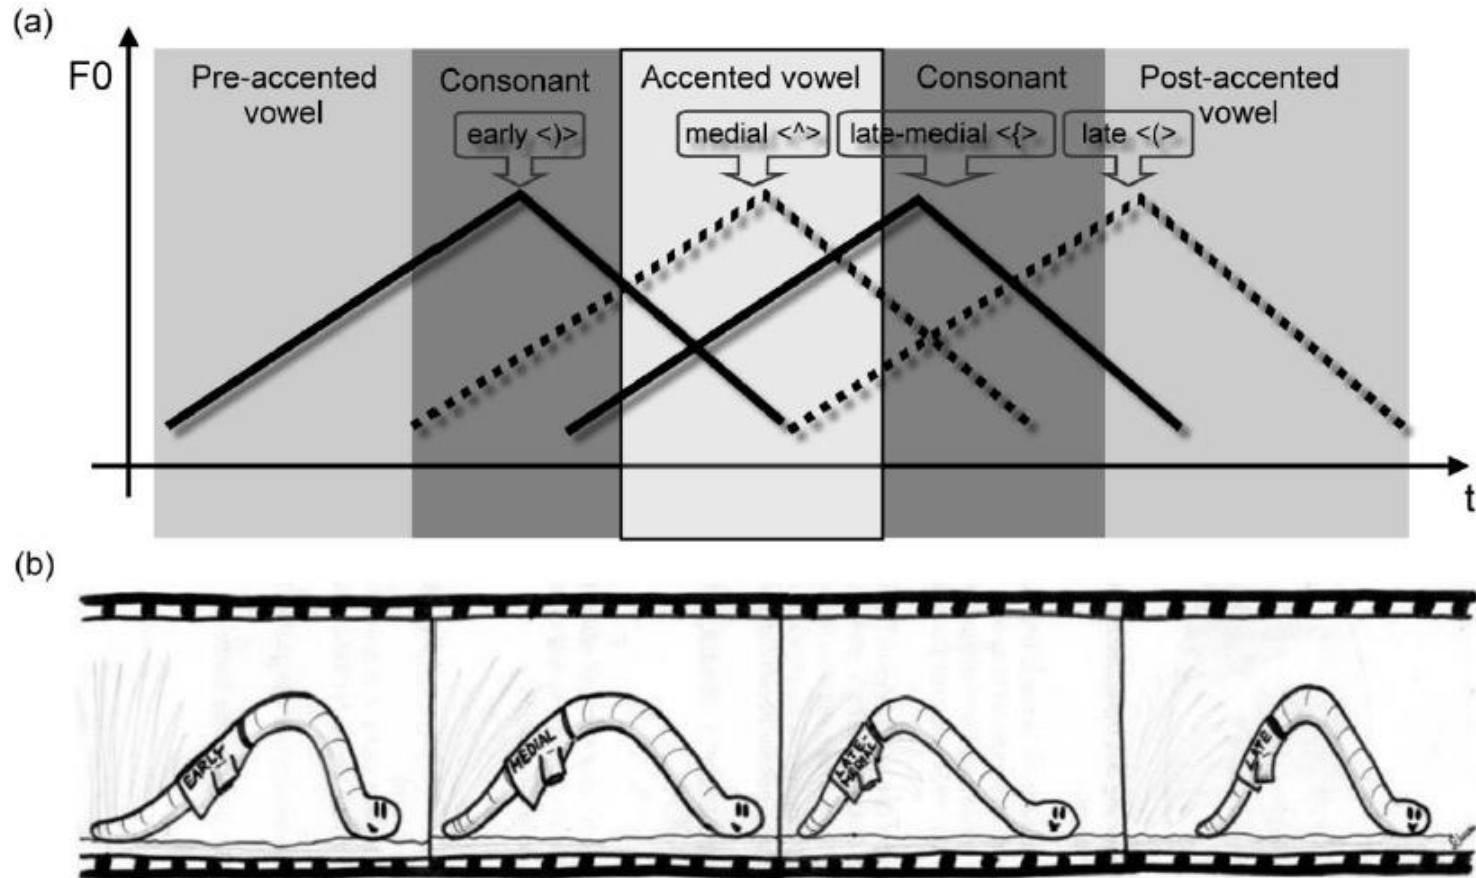 (a)
F0
Pre-accented
vowel
Consonant
Accented vowel
Consonant
Post-accented
vowel
early <)>
medial <^>
late-medial <{>
late <(>
t
(b)
EARLY
MEDIAL
LATE-
MEDIAL
LATE